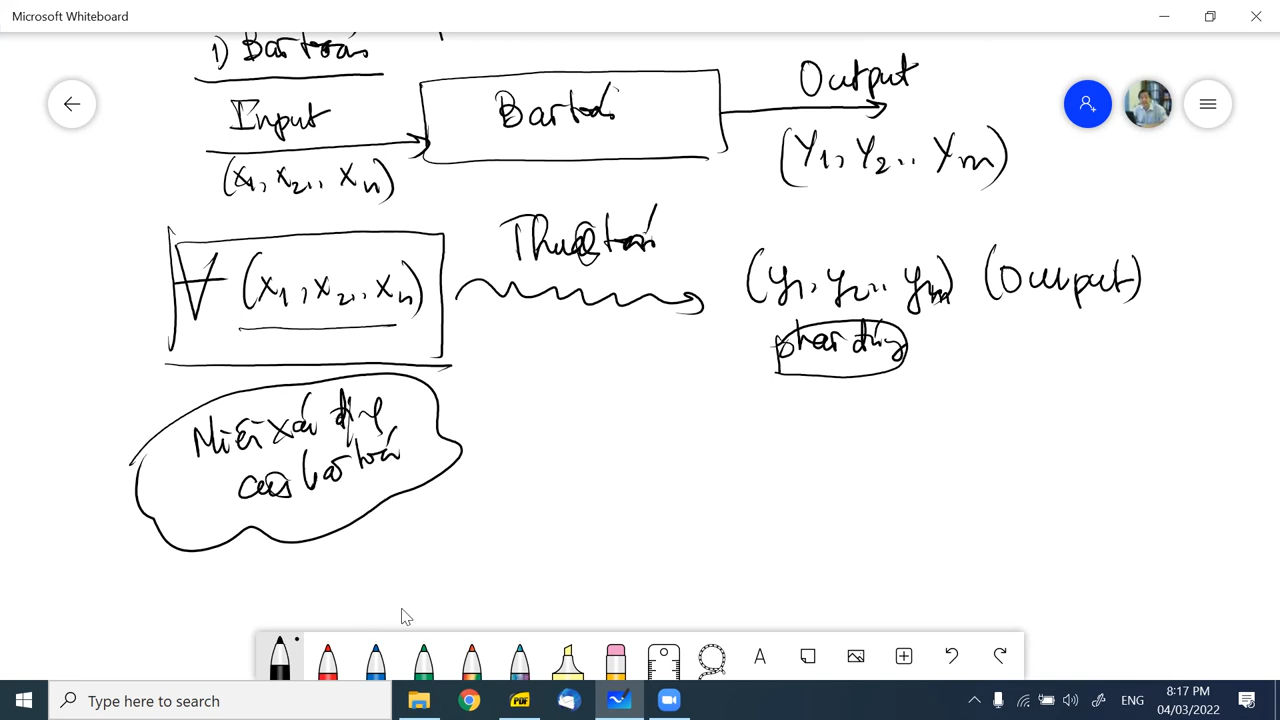 Microsoft Whiteboard
1) Bài toán
Input
Bài toán
Output
(x1, x2.. xn)
(Y1, Y2.. Ym)
∀ (x1, x2.. xn)
Thuật toán
(y1, y2.. ym) (Output)
phải đúng
Miền xác định
của bài toán
Type here to search
ENG
8:17 PM
04/03/2022